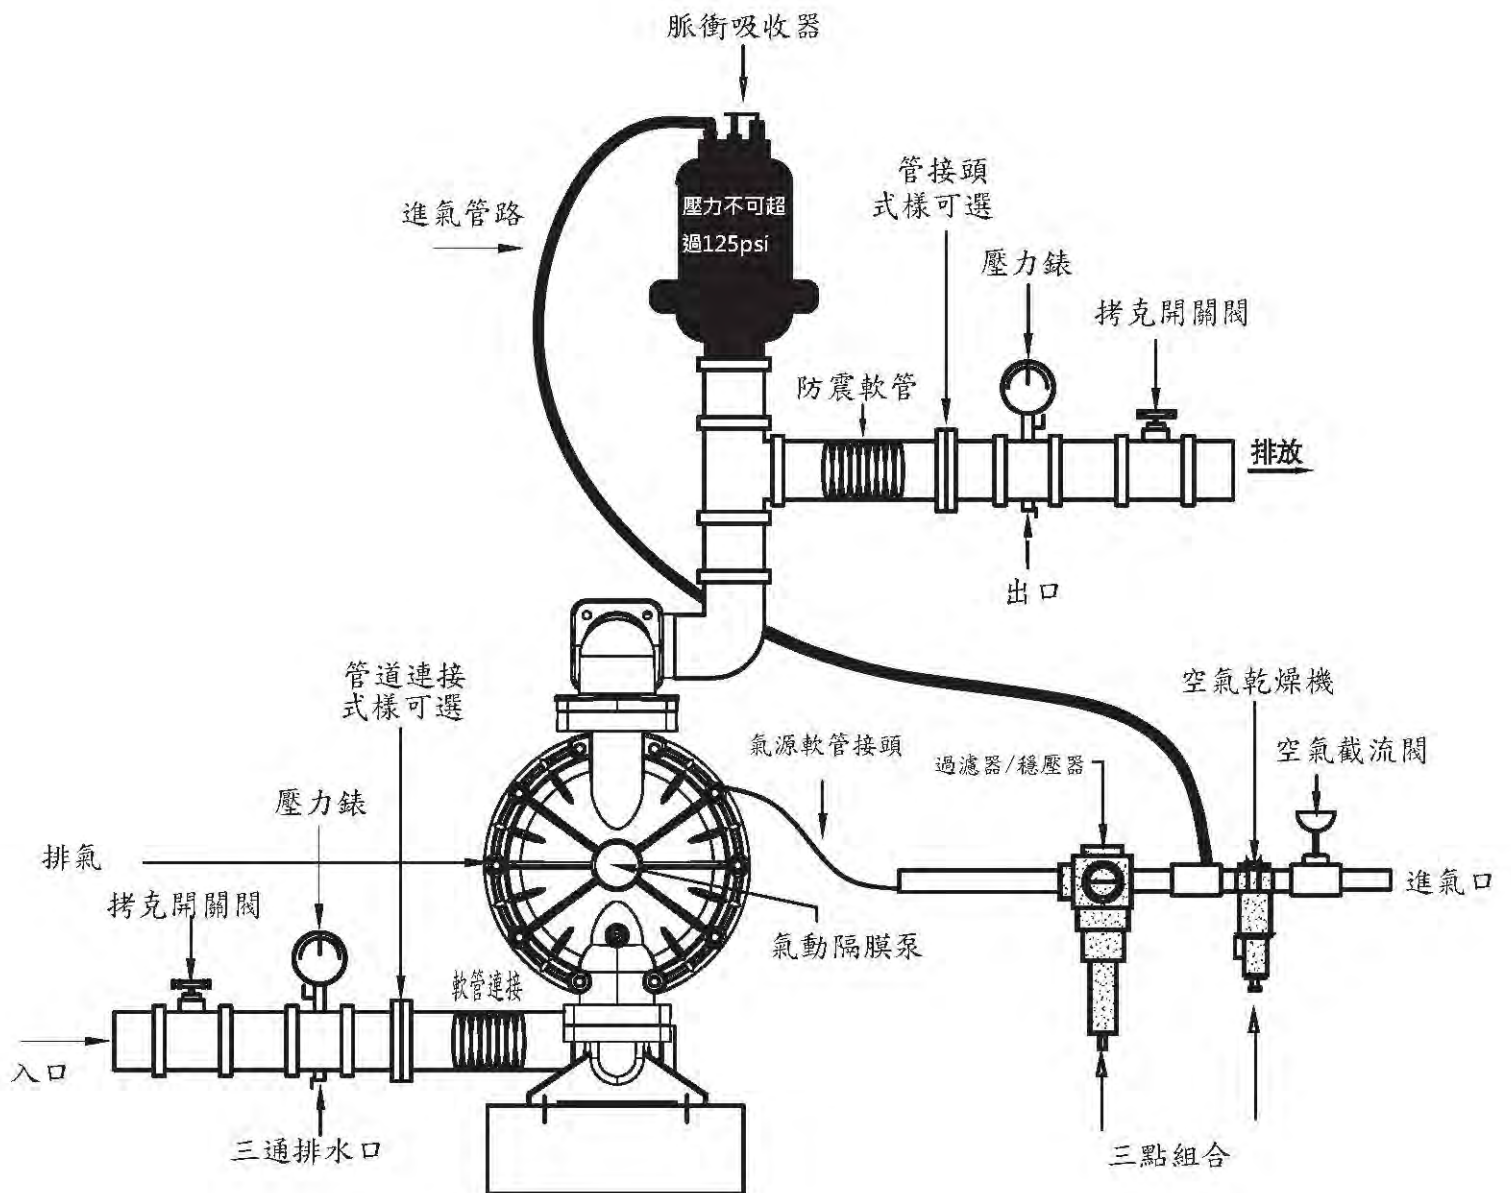 脈衝吸收器
進氣管路
壓力不可超
過125psi
管接頭
式樣可選
壓力錶
拷克開關閥
防震軟管
排放
出口
管道連接
式樣可選
空氣乾燥機
氣源軟管接頭
過濾器/穩壓器
空氣截流閥
壓力錶
排氣
進氣口
拷克開關閥
氣動隔膜泵
軟管連接
入口
三通排水口
三點組合